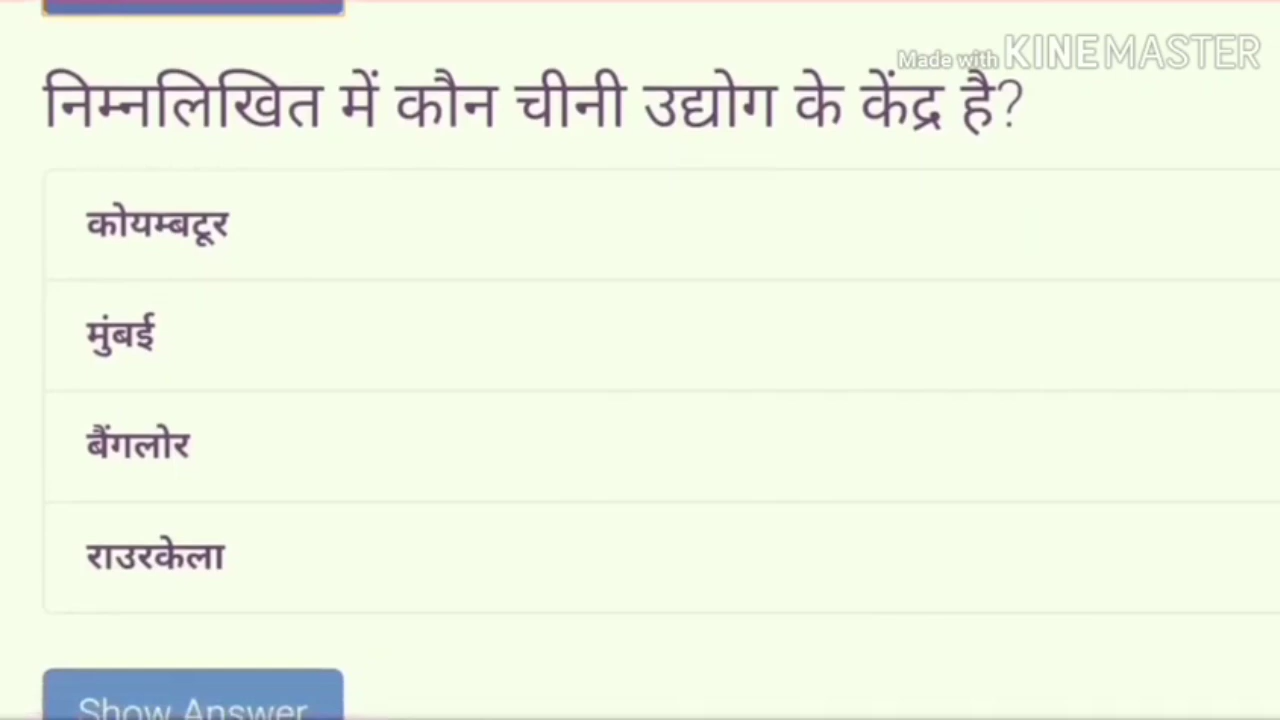 Made with KINEMASTER
निम्नलिखित में कौन चीनी उद्योग के केंद्र है?
कोयम्बटूर
मुंबई
बैंगलोर
राउरकेला
Show Answer